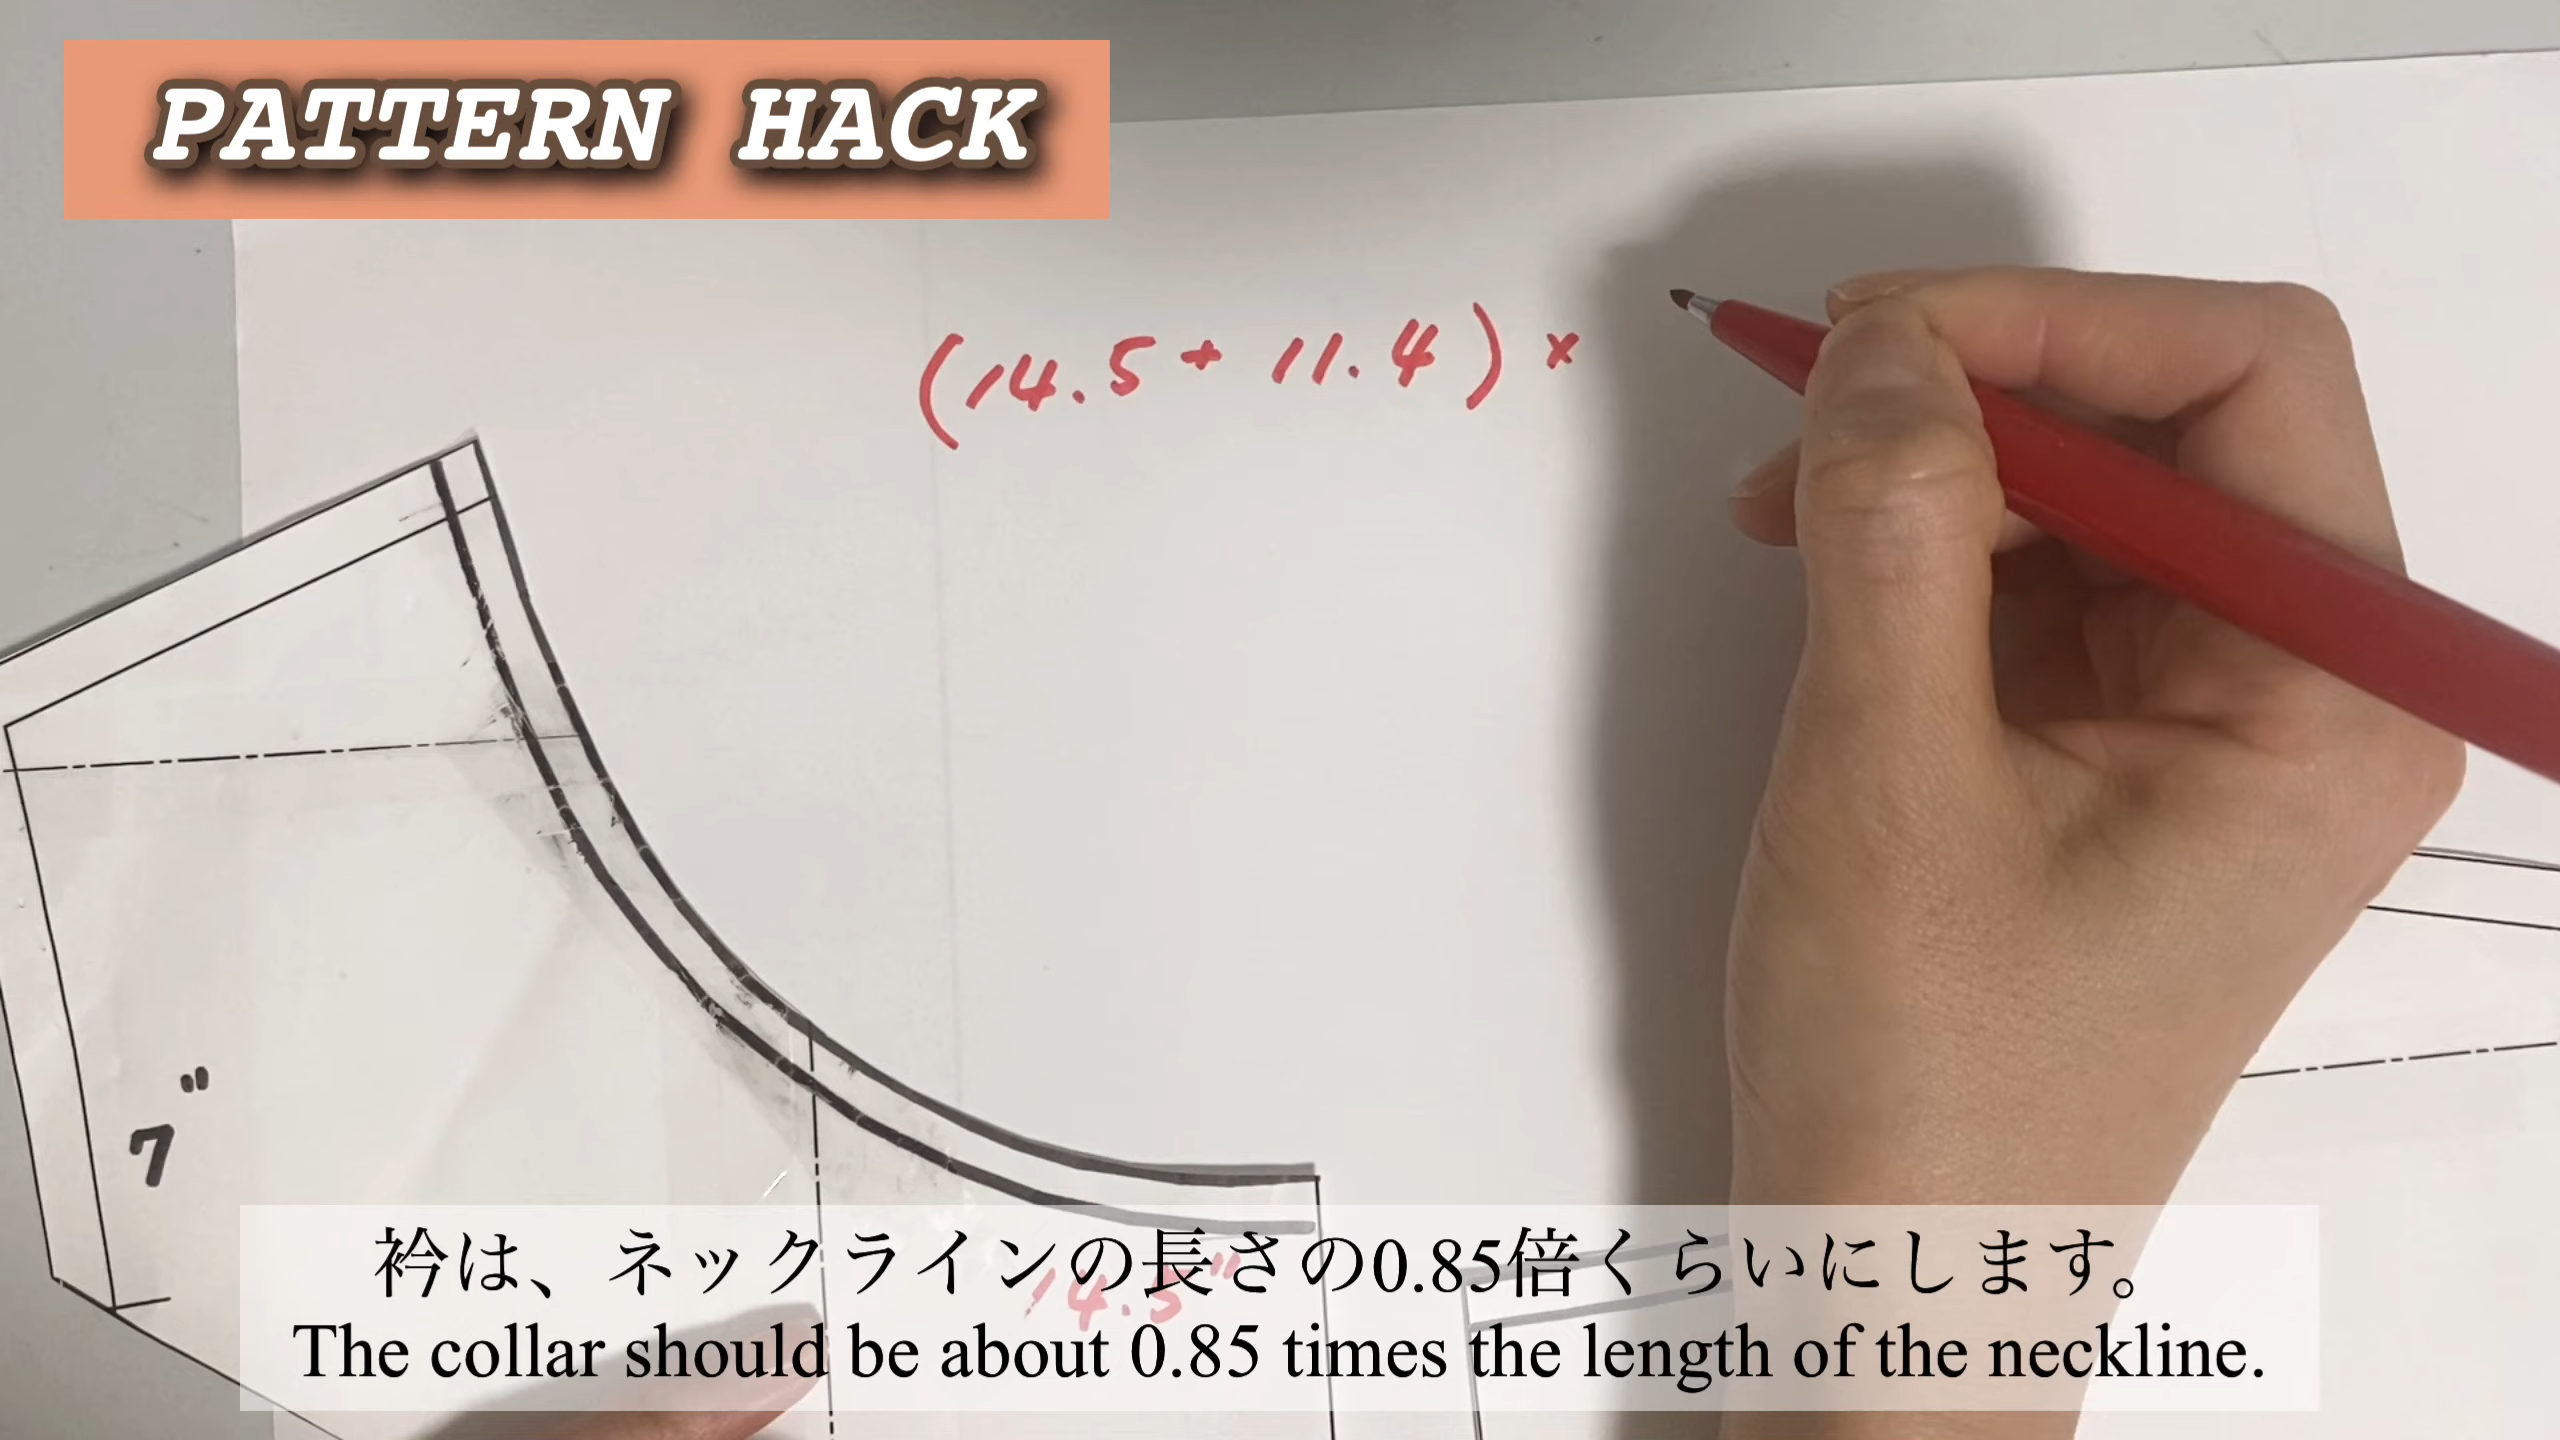 PATTERN HACK
(14.5 + 11.4) ×
7"
14.5"
衿は、ネックラインの長さの0.85倍くらいにします。
The collar should be about 0.85 times the length of the neckline.